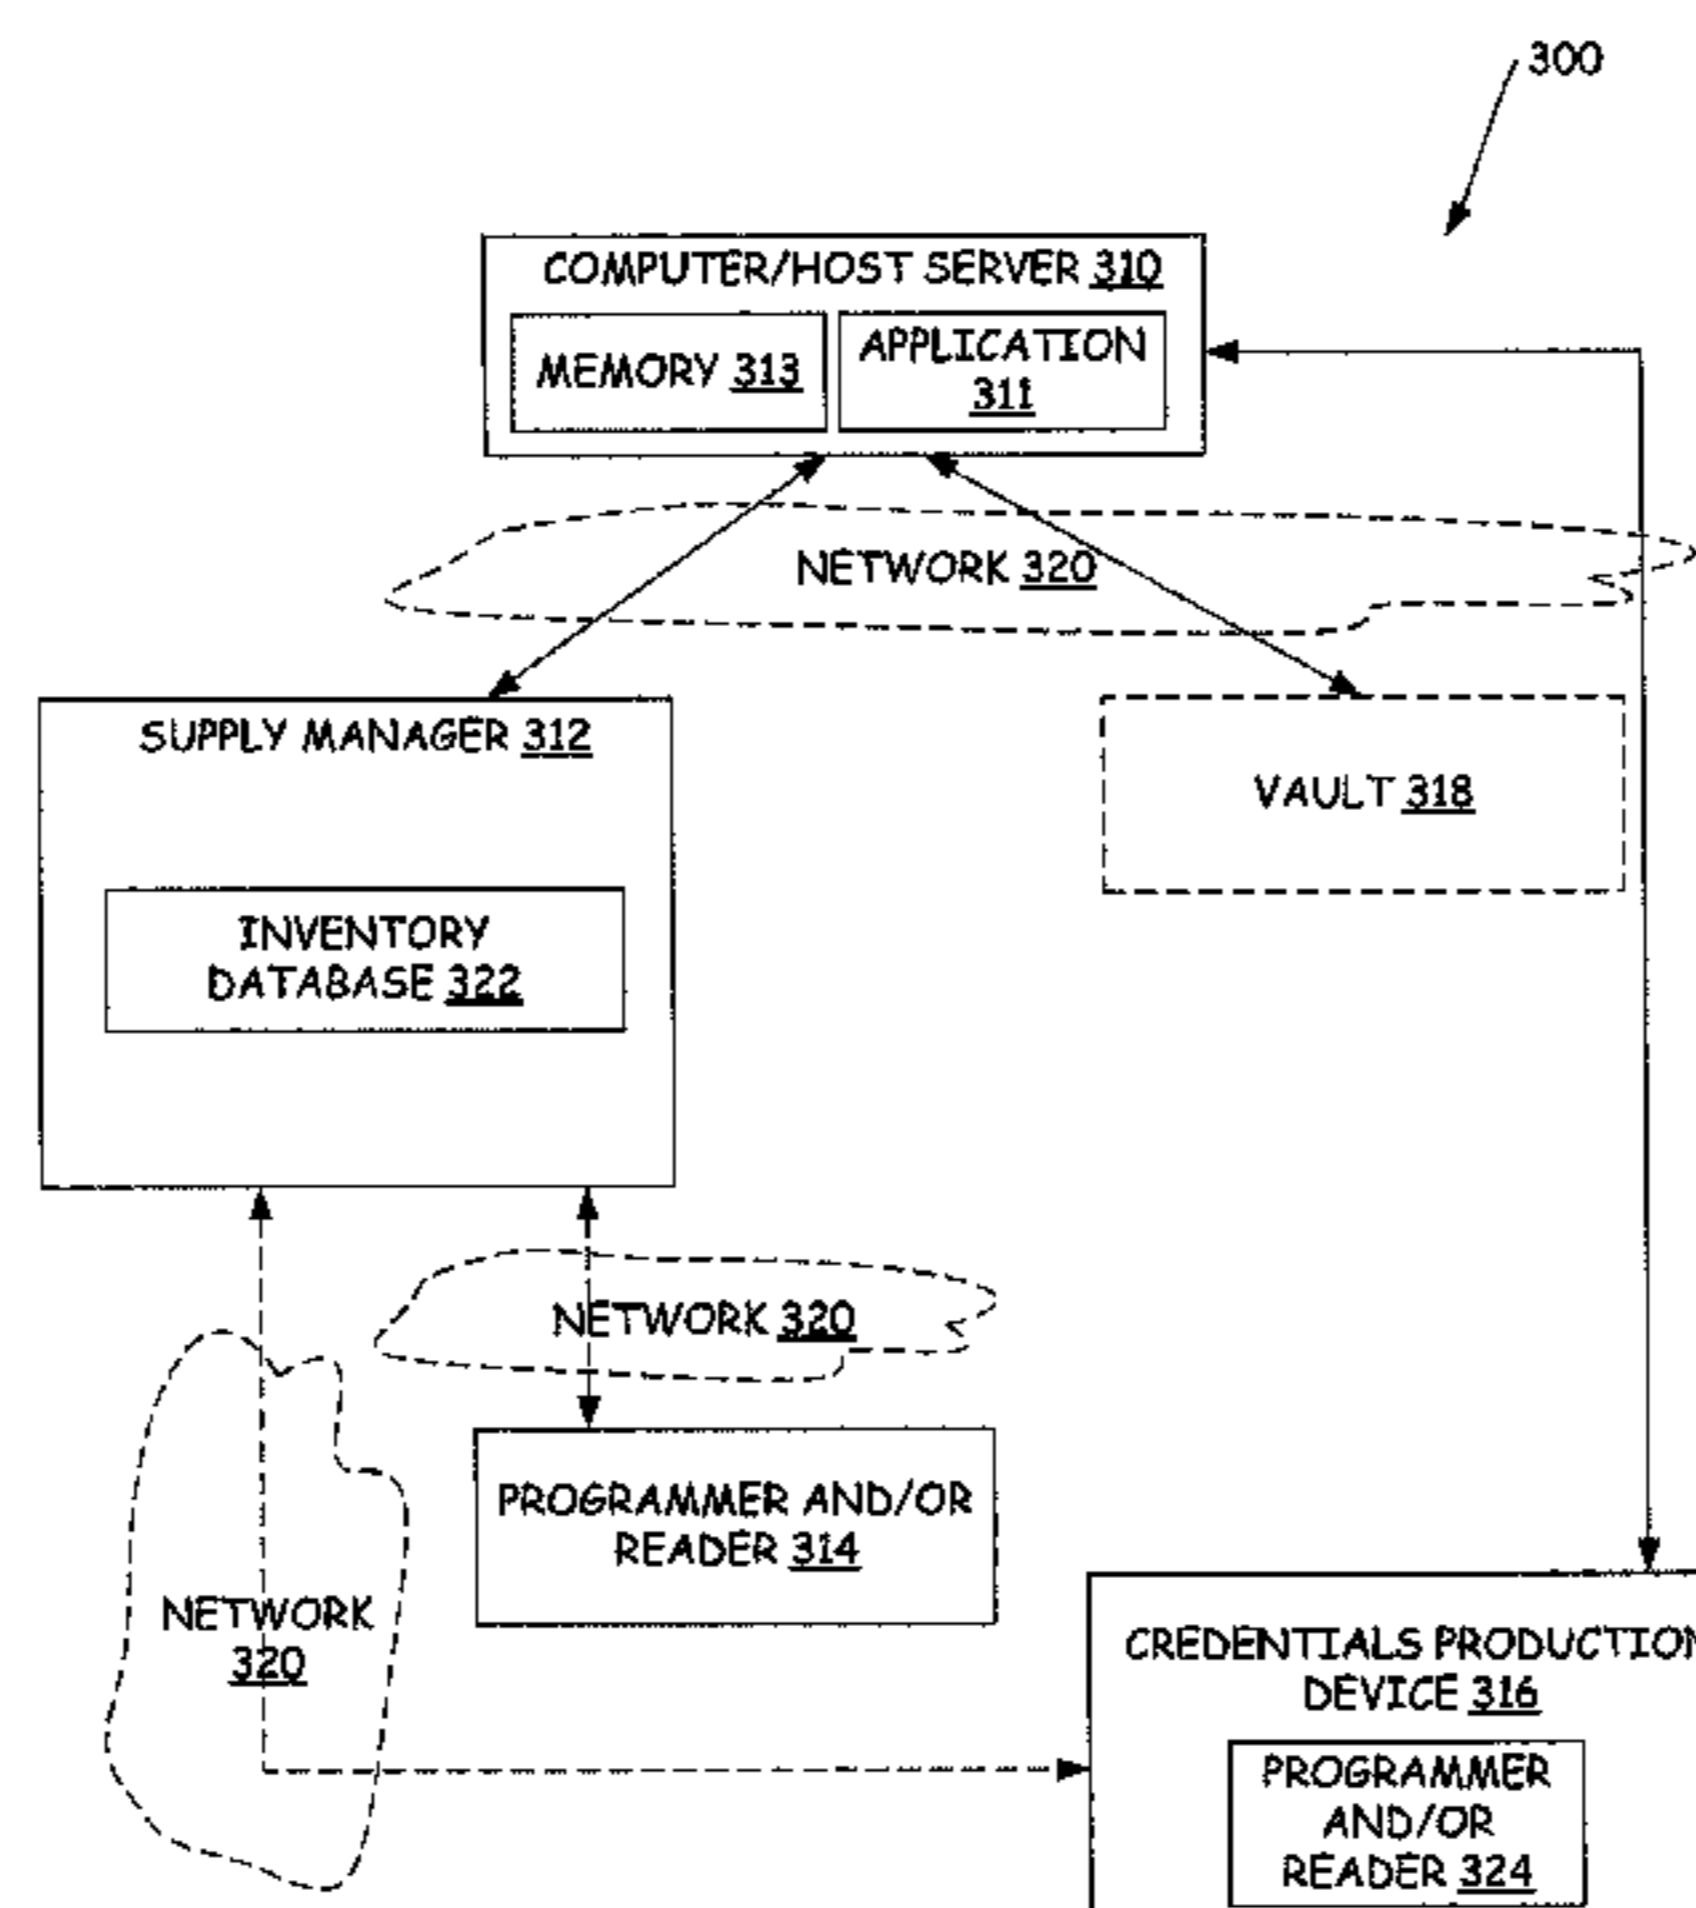 300
COMPUTER/HOST SERVER 310
MEMORY 313
APPLICATION
311
NETWORK 320
SUPPLY MANAGER 312
VAULT 318
INVENTORY
DATABASE 322
NETWORK 320
PROGRAMMER AND/OR
READER 314
NETWORK
320
CREDENTIALS PRODUCTION
DEVICE 316
PROGRAMMER
AND/OR
READER 324